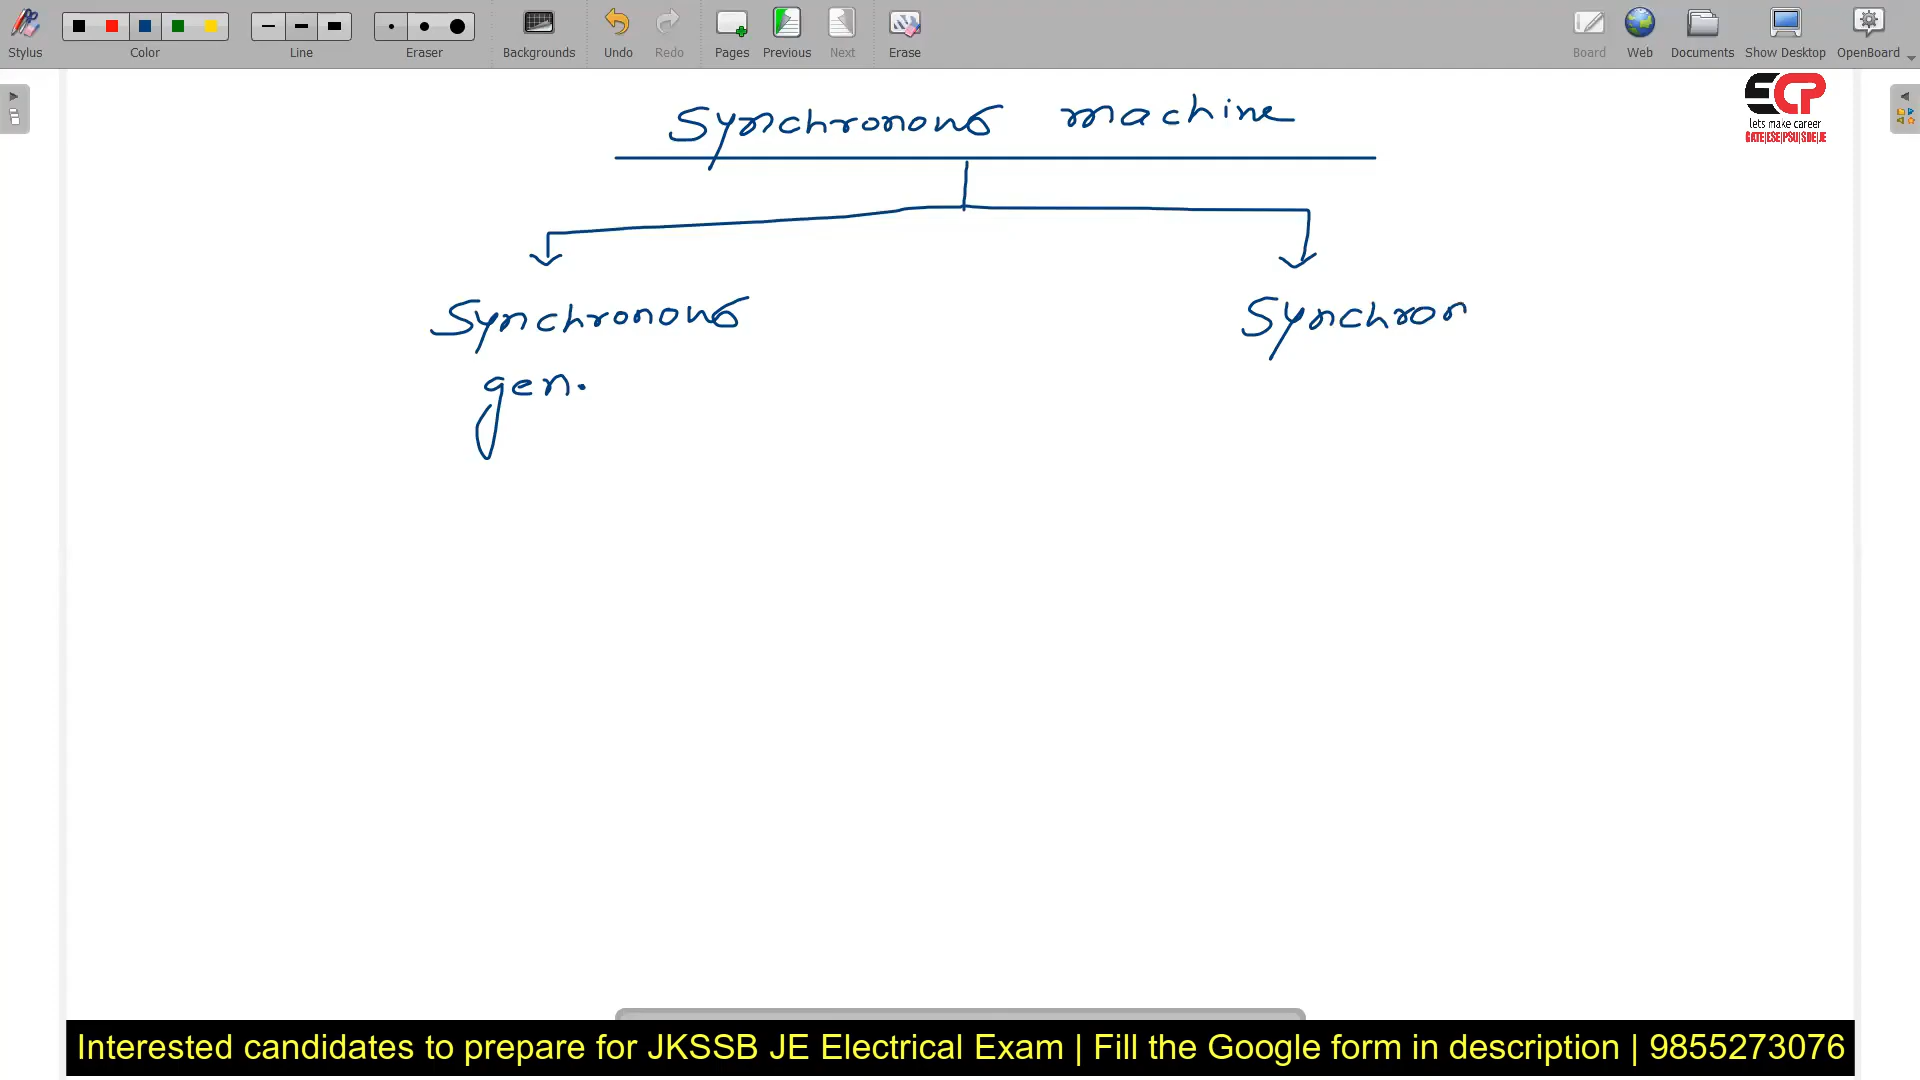 Stylus
Color
Line
Eraser
Backgrounds
Undo
Redo
Pages
Previous
Next
Erase
Board
Web
Documents
Show Desktop
OpenBoard
ECP
lets make career
GATE|ESE|PSU|SDE|JE
Synchronous machine
Synchronous
gen.
Synchron
Interested candidates to prepare for JKSSB JE Electrical Exam | Fill the Google form in description | 9855273076